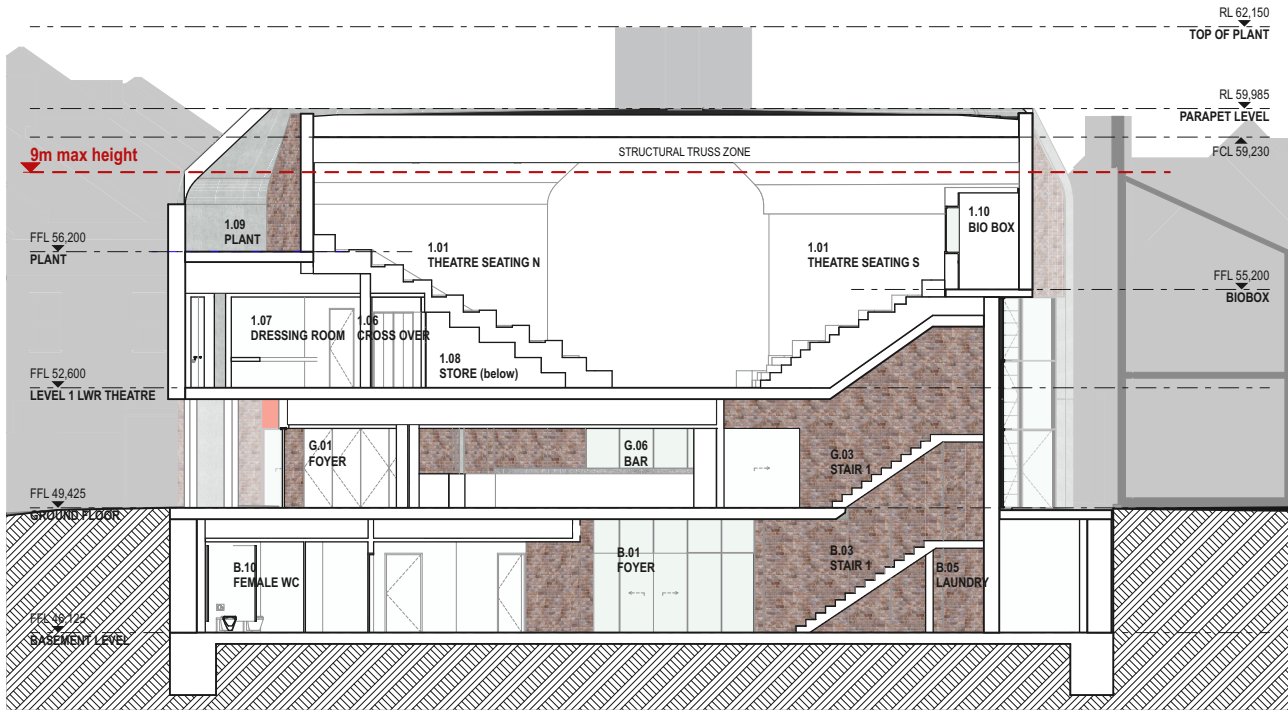 RL 62,150
TOP OF PLANT
RL 59,985
PARAPET LEVEL
FCL 59,230
9m max height
STRUCTURAL TRUSS ZONE
1.09
PLANT
1.10
BIO BOX
FFL 56,200
PLANT
1.01
THEATRE SEATING N
1.01
THEATRE SEATING S
FFL 55,200
BIOBOX
1.07
DRESSING ROOM
1.06
CROSS OVER
1.08
STORE (below)
FFL 52,600
LEVEL 1 LWR THEATRE
G.01
FOYER
G.06
BAR
G.03
STAIR 1
FFL 49,425
GROUND FLOOR
B.10
FEMALE WC
B.01
FOYER
B.03
STAIR 1
B.05
LAUNDRY
FFL 46,125
BASEMENT LEVEL